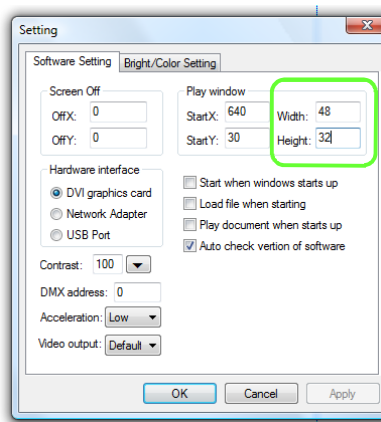 Setting
Software Setting Bright/Color Setting
Screen Off
OffX: 0
OffY: 0
Play window
StartX: 640 Width: 48
StartY: 30 Height: 32
Hardware interface
DVI graphics card
Network Adapter
USB Port
Start when windows starts up
Load file when starting
Play document when starts up
Auto check vertion of software
Contrast: 100
DMX address: 0
Acceleration: Low
Video output: Default
OK Cancel Apply